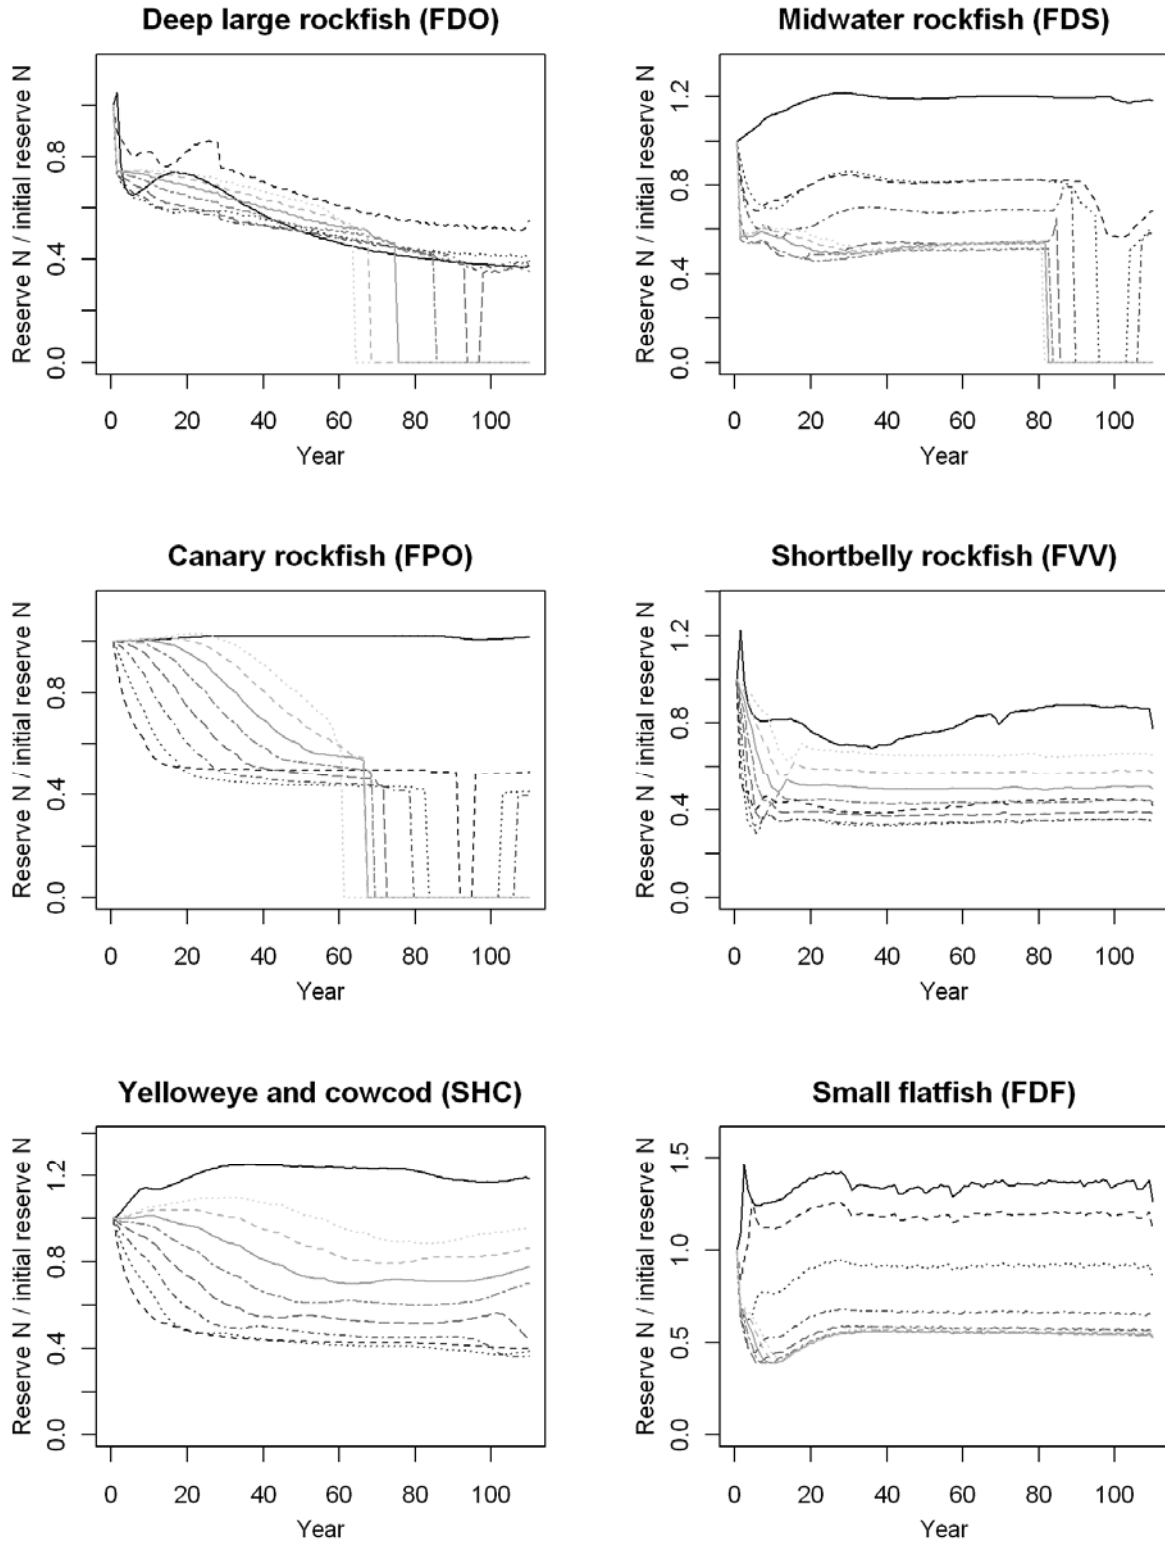 Deep large rockfish (FDO)
Reserve N / initial reserve N
0.8
0.4
0.0
0 20 40 60 80 100
Year
Midwater rockfish (FDS)
Reserve N / initial reserve N
1.2
0.8
0.4
0.0
0 20 40 60 80 100
Year
Canary rockfish (FPO)
Reserve N / initial reserve N
0.8
0.4
0.0
0 20 40 60 80 100
Year
Shortbelly rockfish (FVV)
Reserve N / initial reserve N
1.2
0.8
0.4
0.0
0 20 40 60 80 100
Year
Yelloweye and cowcod (SHC)
Reserve N / initial reserve N
1.2
0.8
0.4
0.0
0 20 40 60 80 100
Year
Small flatfish (FDF)
Reserve N / initial reserve N
1.5
1.0
0.5
0.0
0 20 40 60 80 100
Year